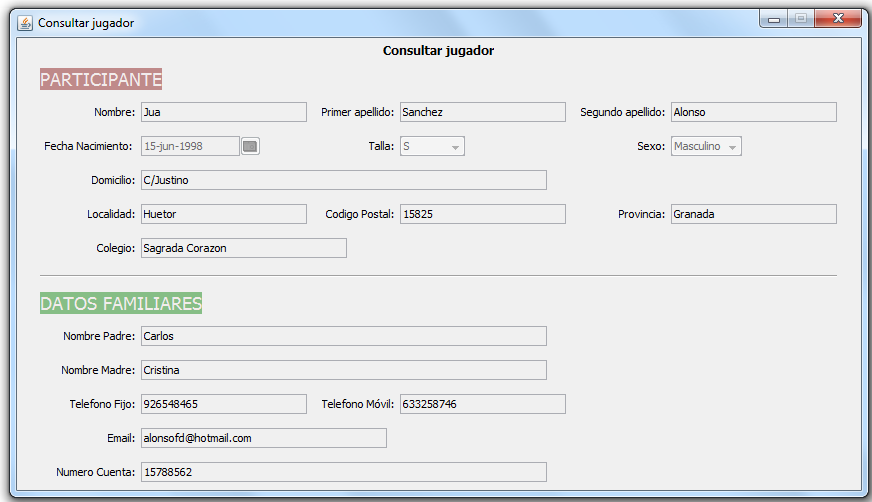 Consultar jugador
Consultar jugador
PARTICIPANTE
Nombre: Jua Primer apellido: Sanchez Segundo apellido: Alonso
Fecha Nacimiento: 15-jun-1998 Talla: S Sexo: Masculino
Domicilio: C/Justino
Localidad: Huetor Codigo Postal: 15825 Provincia: Granada
Colegio: Sagrada Corazon
DATOS FAMILIARES
Nombre Padre: Carlos
Nombre Madre: Cristina
Telefono Fijo: 926548465 Telefono Móvil: 633258746
Email: alonsofd@hotmail.com
Numero Cuenta: 15788562